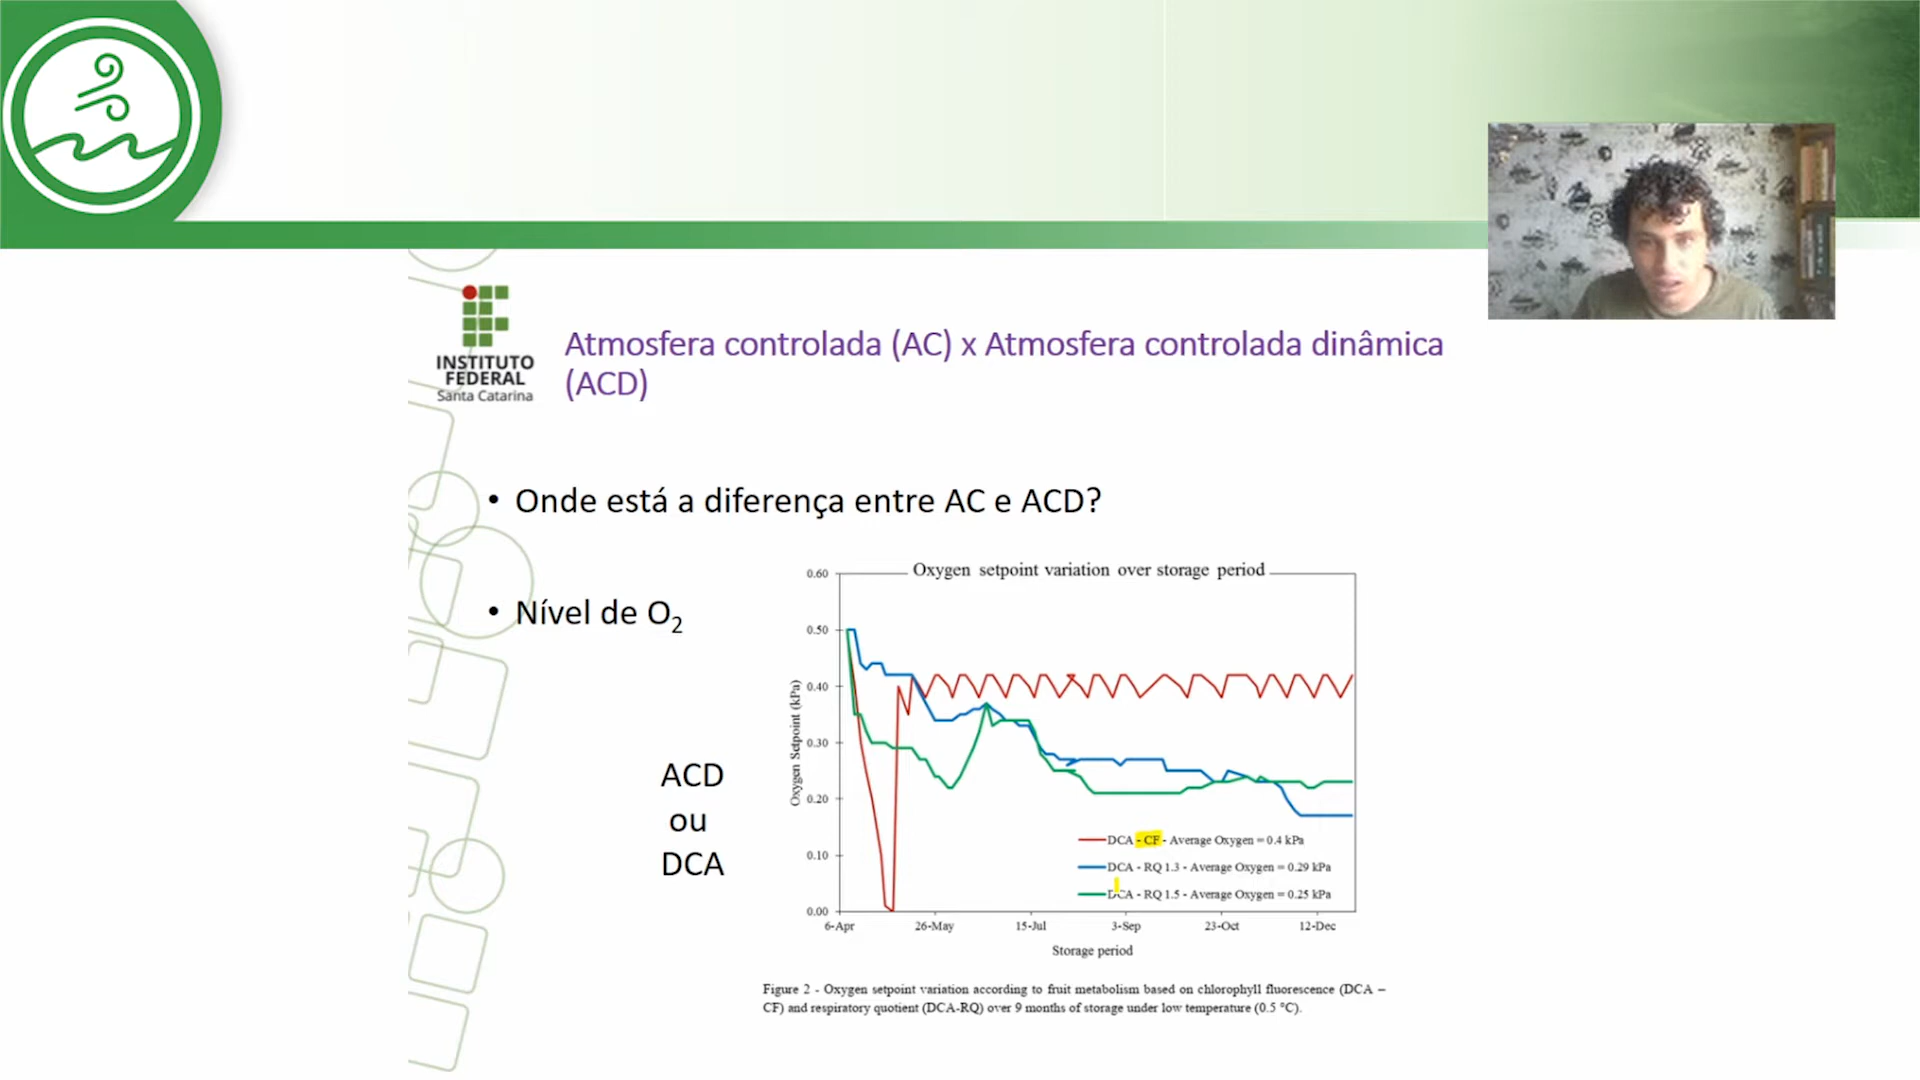 INSTITUTO
FEDERAL
Santa Catarina
Atmosfera controlada (AC) x Atmosfera controlada dinâmica
(ACD)
• Onde está a diferença entre AC e ACD?
• Nível de O₂
ACD
ou
DCA
Oxygen setpoint variation over storage period
0.60
0.50
0.40
0.30
0.20
0.10
0.00
Oxygen Setpoint (kPa)
DCA - CF - Average Oxygen = 0.4 kPa
DCA - RQ 1.3 - Average Oxygen = 0.29 kPa
DCA - RQ 1.5 - Average Oxygen = 0.25 kPa
6-Apr 26-May 15-Jul 3-Sep 23-Oct 12-Dec
Storage period
Figure 2 - Oxygen setpoint variation according to fruit metabolism based on chlorophyll fluorescence (DCA –
CF) and respiratory quotient (DCA-RQ) over 9 months of storage under low temperature (0.5 °C).